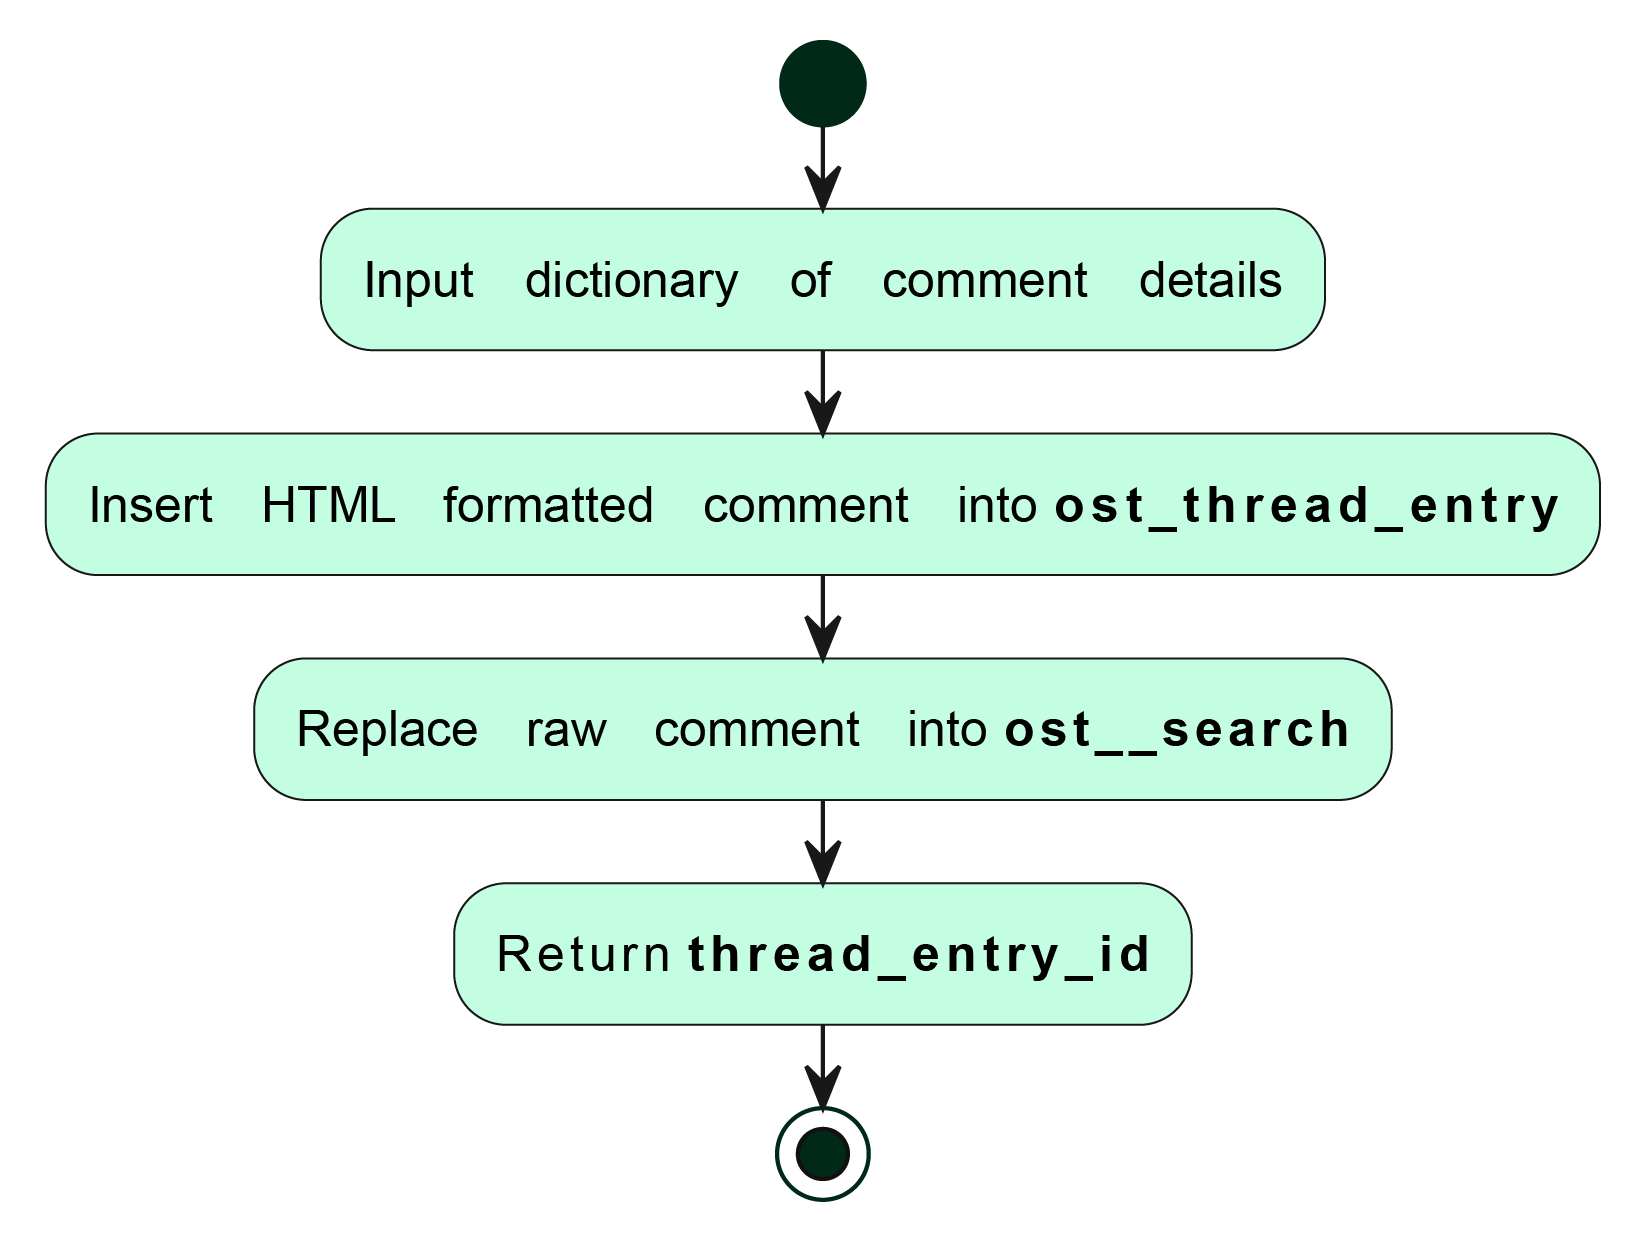 Input dictionary of comment details
Insert HTML formatted comment into ost_thread_entry
Replace raw comment into ost__search
Return thread_entry_id